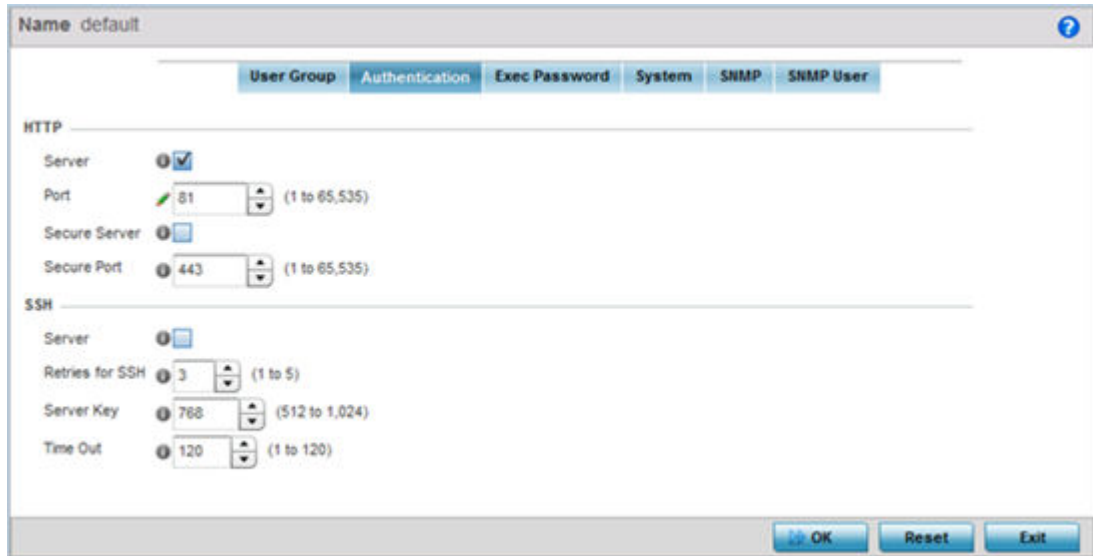 Name default
User Group Authentication Exec Password System SNMP SNMP User
HTTP
Server
Port 81 (1 to 65,535)
Secure Server
Secure Port 443 (1 to 65,535)
SSH
Server
Retries for SSH 3 (1 to 5)
Server Key 768 (512 to 1,024)
Time Out 120 (1 to 120)
OK Reset Exit